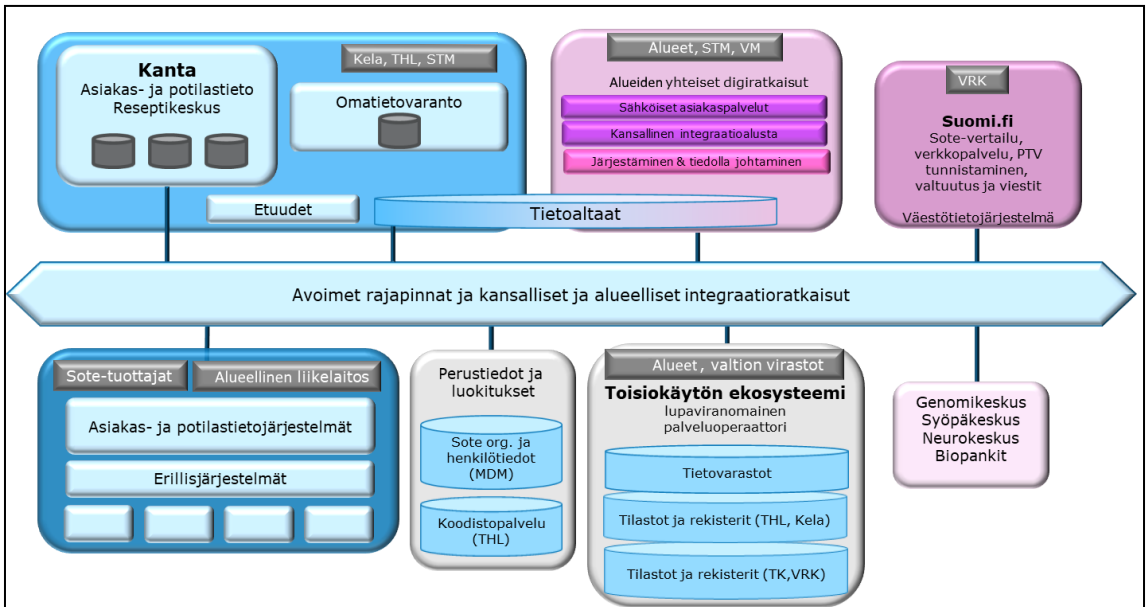 Kela, THL, STM
Kanta
Asiakas- ja potilastieto
Reseptikeskus
Omatietovaranto
Etuudet
Tietoaltaat
Alueet, STM, VM
Alueiden yhteiset digiratkaisut
Sähköiset asiakaspalvelut
Kansallinen integraatioalusta
Järjestäminen & tiedolla johtaminen
VRK
Suomi.fi
Sote-vertailu,
verkkopalvelu, PTV
tunnistaminen,
valtuutus ja viestit
Väestötietojärjestelmä
Avoimet rajapinnat ja kansalliset ja alueelliset integraatioratkaisut
Sote-tuottajat
Alueellinen liikelaitos
Asiakas- ja potilastietojärjestelmät
Erillisjärjestelmät
Perustiedot ja
luokitukset
Sote org. ja
henkilötiedot
(MDM)
Koodistopalvelu
(THL)
Alueet, valtion virastot
Toisiokäytön ekosysteemi
lupaviranomainen
palveluoperaattori
Tietovarastot
Tilastot ja rekisterit (THL, Kela)
Tilastot ja rekisterit (TK,VRK)
Genomikeskus
Syöpäkeskus
Neurokeskus
Biopankit